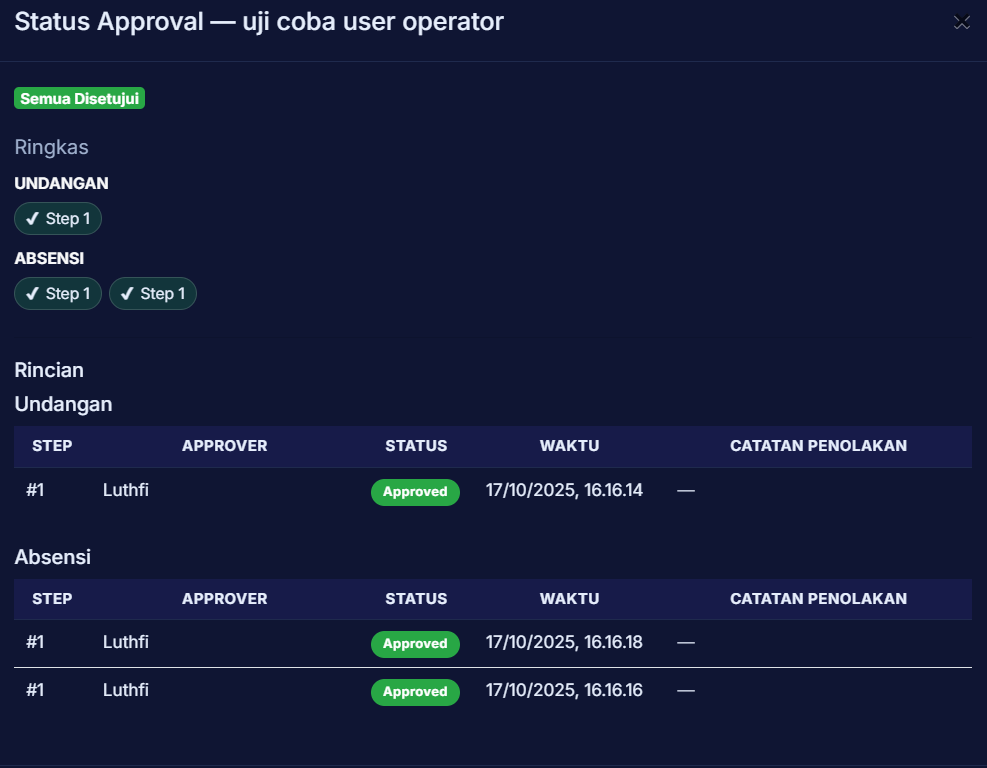 Status Approval — uji coba user operator
Semua Disetujui
Ringkas
UNDANGAN
✔ Step 1
ABSENSI
✔ Step 1 ✔ Step 1
Rincian
Undangan
STEP APPROVER STATUS WAKTU CATATAN PENOLAKAN
#1 Luthfi Approved 17/10/2025, 16.16.14 —
Absensi
STEP APPROVER STATUS WAKTU CATATAN PENOLAKAN
#1 Luthfi Approved 17/10/2025, 16.16.18 —
#1 Luthfi Approved 17/10/2025, 16.16.16 —